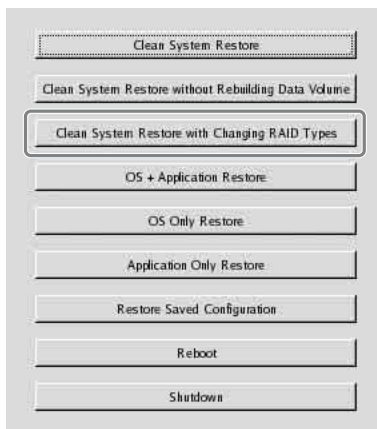 Clean System Restore
Clean System Restore without Rebuilding Data Volume
Clean System Restore with Changing RAID Types
OS + Application Restore
OS Only Restore
Application Only Restore
Restore Saved Configuration
Reboot
Shutdown